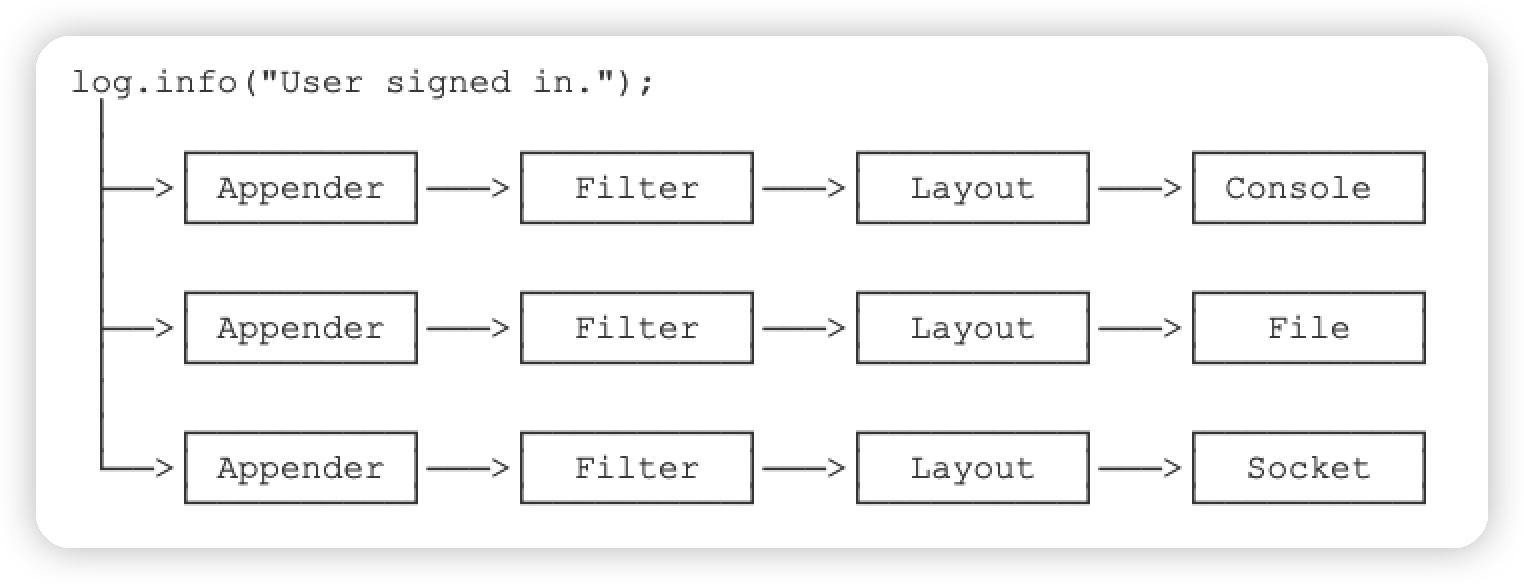 log.info("User signed in.");
Appender Filter Layout Console
Appender Filter Layout File
Appender Filter Layout Socket